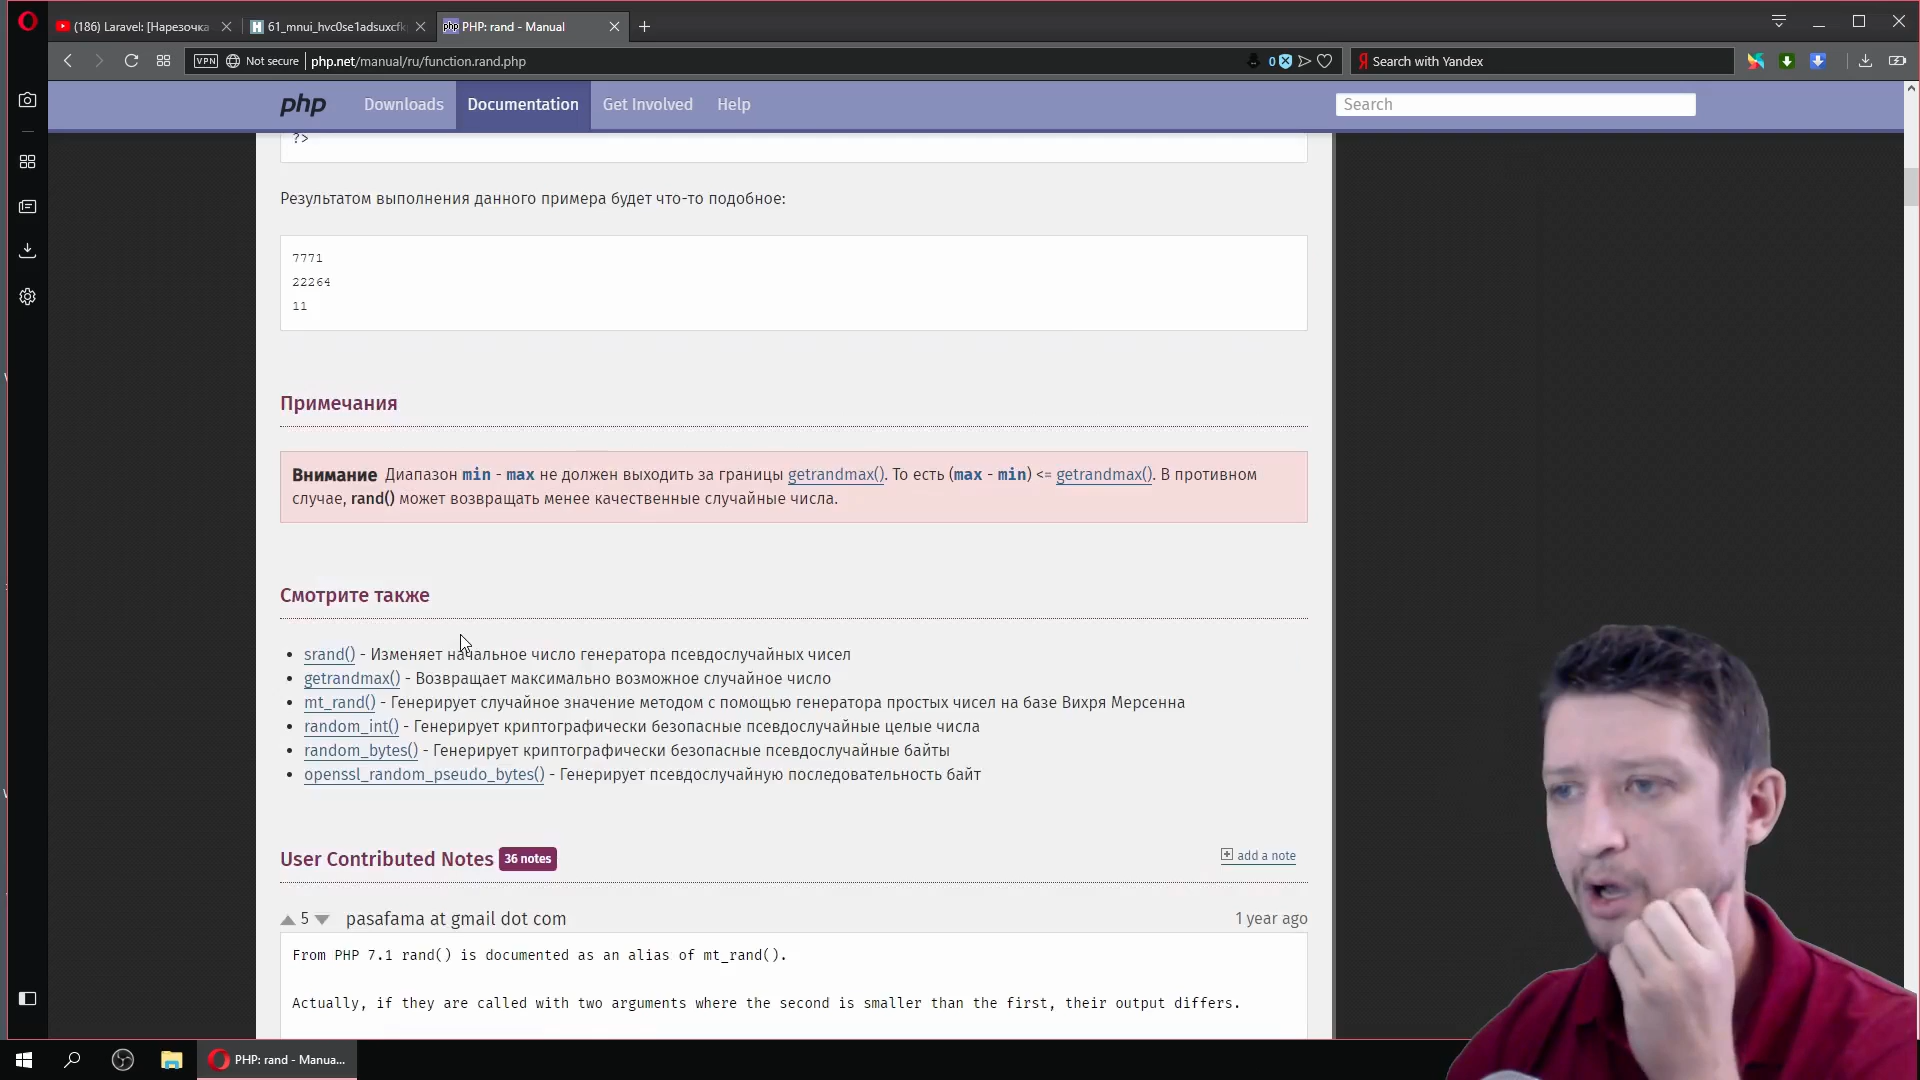 (186) Laravel: [Нарезочка
61_mnui_hvc0se1adsuxcfk
php PHP: rand - Manual
VPN Not secure php.net/manual/ru/function.rand.php
0
Search with Yandex
php Downloads Documentation Get Involved Help
Search
?>
Результатом выполнения данного примера будет что-то подобное:
7771
22264
11
Примечания
Внимание Диапазон min - max не должен выходить за границы getrandmax(). То есть (max - min) <= getrandmax(). В противном
случае, rand() может возвращать менее качественные случайные числа.
Смотрите также
srand() - Изменяет начальное число генератора псевдослучайных чисел
getrandmax() - Возвращает максимально возможное случайное число
mt_rand() - Генерирует случайное значение методом с помощью генератора простых чисел на базе Вихря Мерсенна
random_int() - Генерирует криптографически безопасные псевдослучайные целые числа
random_bytes() - Генерирует криптографически безопасные псевдослучайные байты
openssl_random_pseudo_bytes() - Генерирует псевдослучайную последовательность байт
User Contributed Notes 36 notes
add a note
5 pasafama at gmail dot com
1 year ago
From PHP 7.1 rand() is documented as an alias of mt_rand().
Actually, if they are called with two arguments where the second is smaller than the first, their output differs.
PHP: rand - Manua...